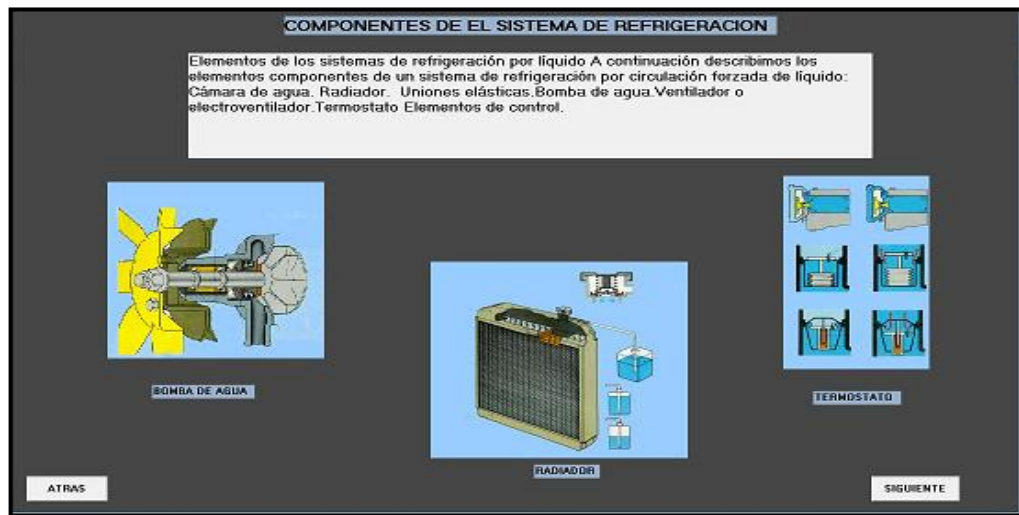 COMPONENTES DE EL SISTEMA DE REFRIGERACION
Elementos de los sistemas de refrigeración por líquido A continuación describimos los
elementos componentes de un sistema de refrigeración por circulación forzada de líquido:
Cámara de agua. Radiador. Uniones elásticas.Bomba de agua.Ventilador o
electroventilador.Termostato Elementos de control.
BOMBA DE AGUA
TERMOSTATO
RADIADOR
ATRAS
SIGUIENTE